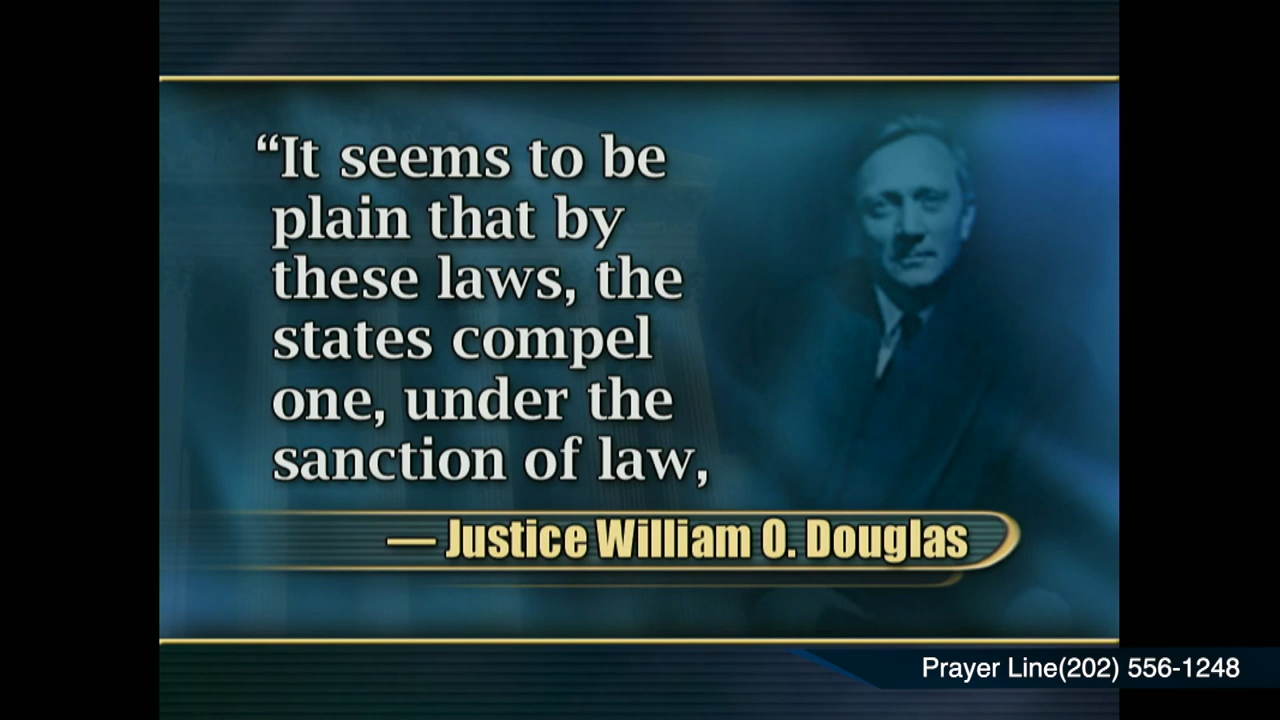 “It seems to be
plain that by
these laws, the
states compel
one, under the
sanction of law,
— Justice William O. Douglas
Prayer Line(202) 556-1248